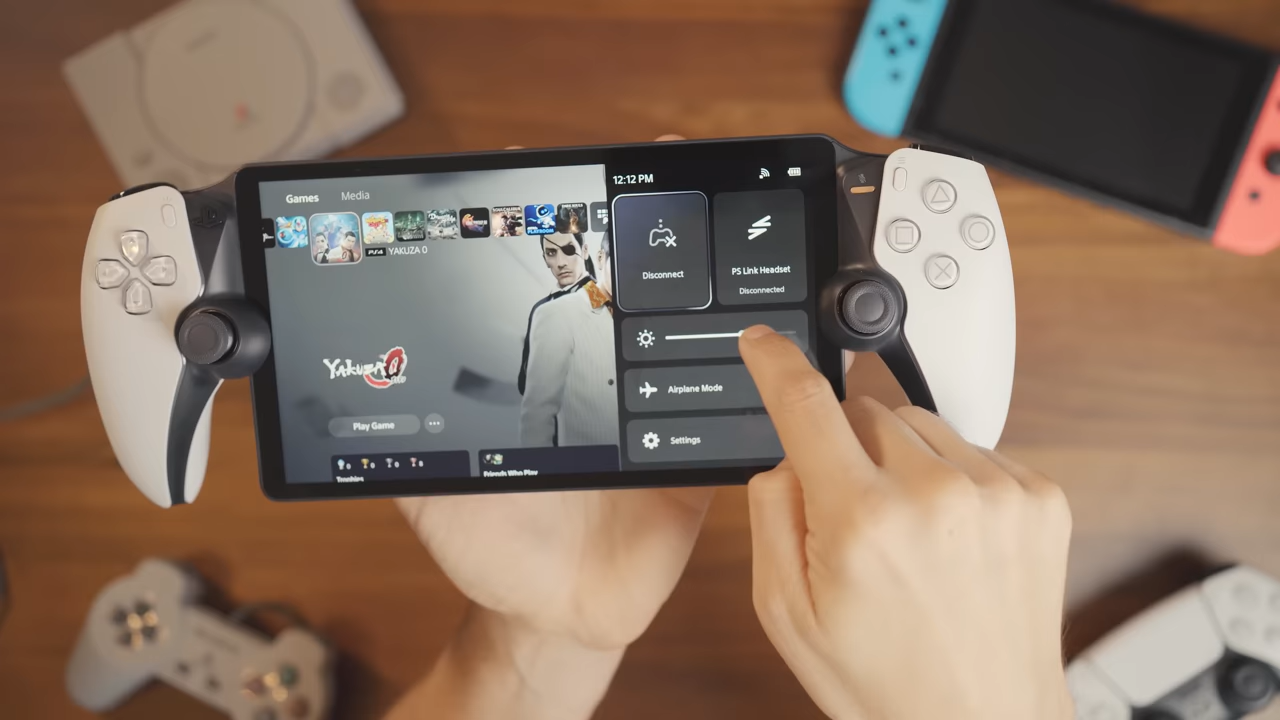 Games Media
12:12 PM
PS4 YAKUZA 0
PLAYROOM
Disconnect
PS Link Headset
Disconnected
Yakuza 0
Airplane Mode
Play Game
Settings
Trophies
Friends Who Play